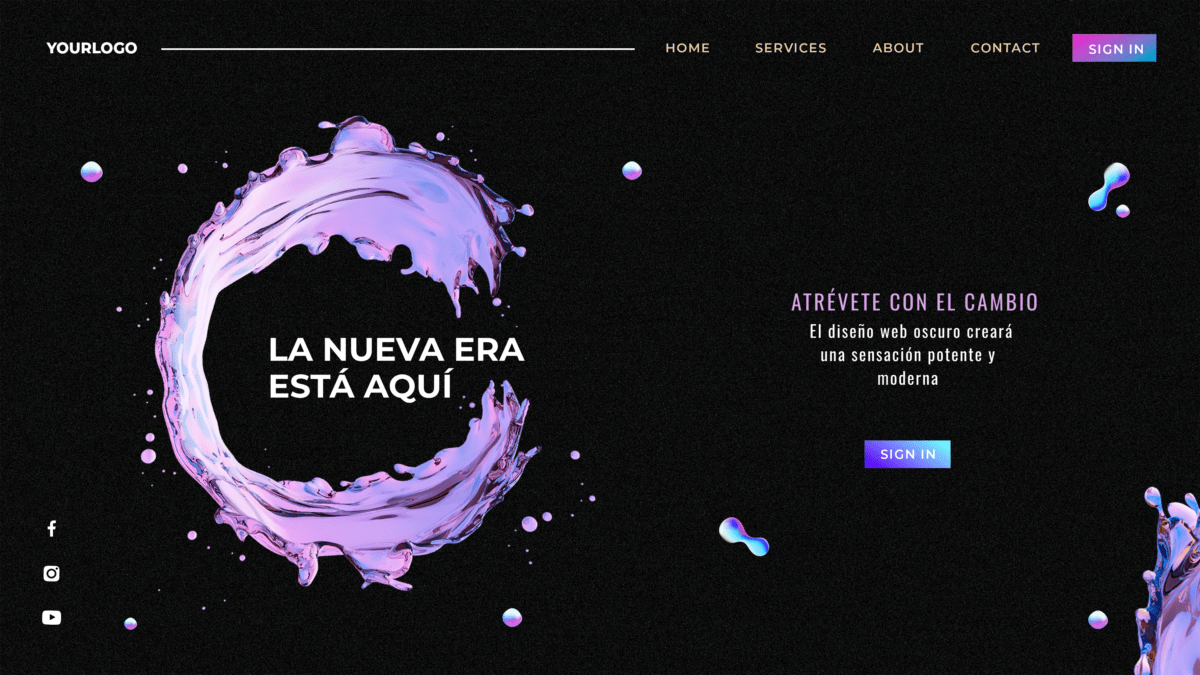 YOURLOGO HOME SERVICES ABOUT CONTACT SIGN IN
LA NUEVA ERA
ESTÁ AQUÍ
ATRÉVETE CON EL CAMBIO
El diseño web oscuro creará
una sensación potente y
moderna
SIGN IN